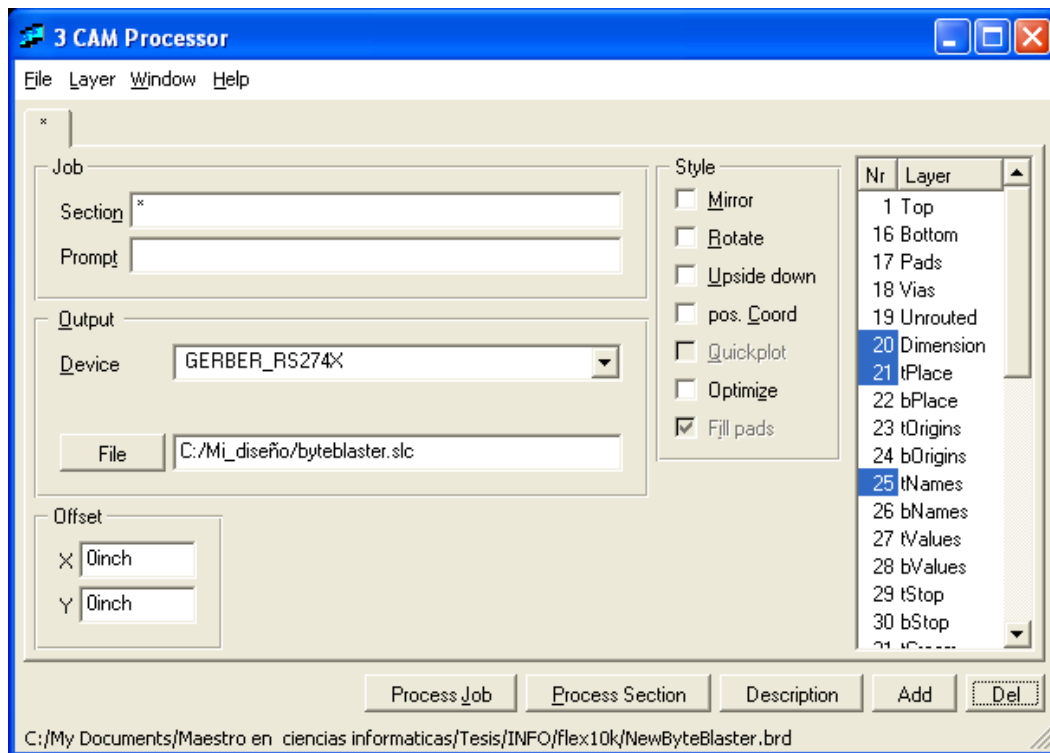 3 CAM Processor
File Layer Window Help
*
Job
Section *
Prompt
Output
Device GERBER_RS274X
File C:/Mi_diseño/byteblaster.slc
Offset
X 0inch
Y 0inch
Style
Mirror
Rotate
Upside down
pos. Coord
Quickplot
Optimize
Fill pads
Nr Layer
1 Top
16 Bottom
17 Pads
18 Vias
19 Unrouted
20 Dimension
21 tPlace
22 bPlace
23 tOrigins
24 bOrigins
25 tNames
26 bNames
27 tValues
28 bValues
29 tStop
30 bStop
Process Job Process Section Description Add Del
C:/My Documents/Maestro en ciencias informaticas/Tesis/INFO/flex10k/NewByteBlaster.brd